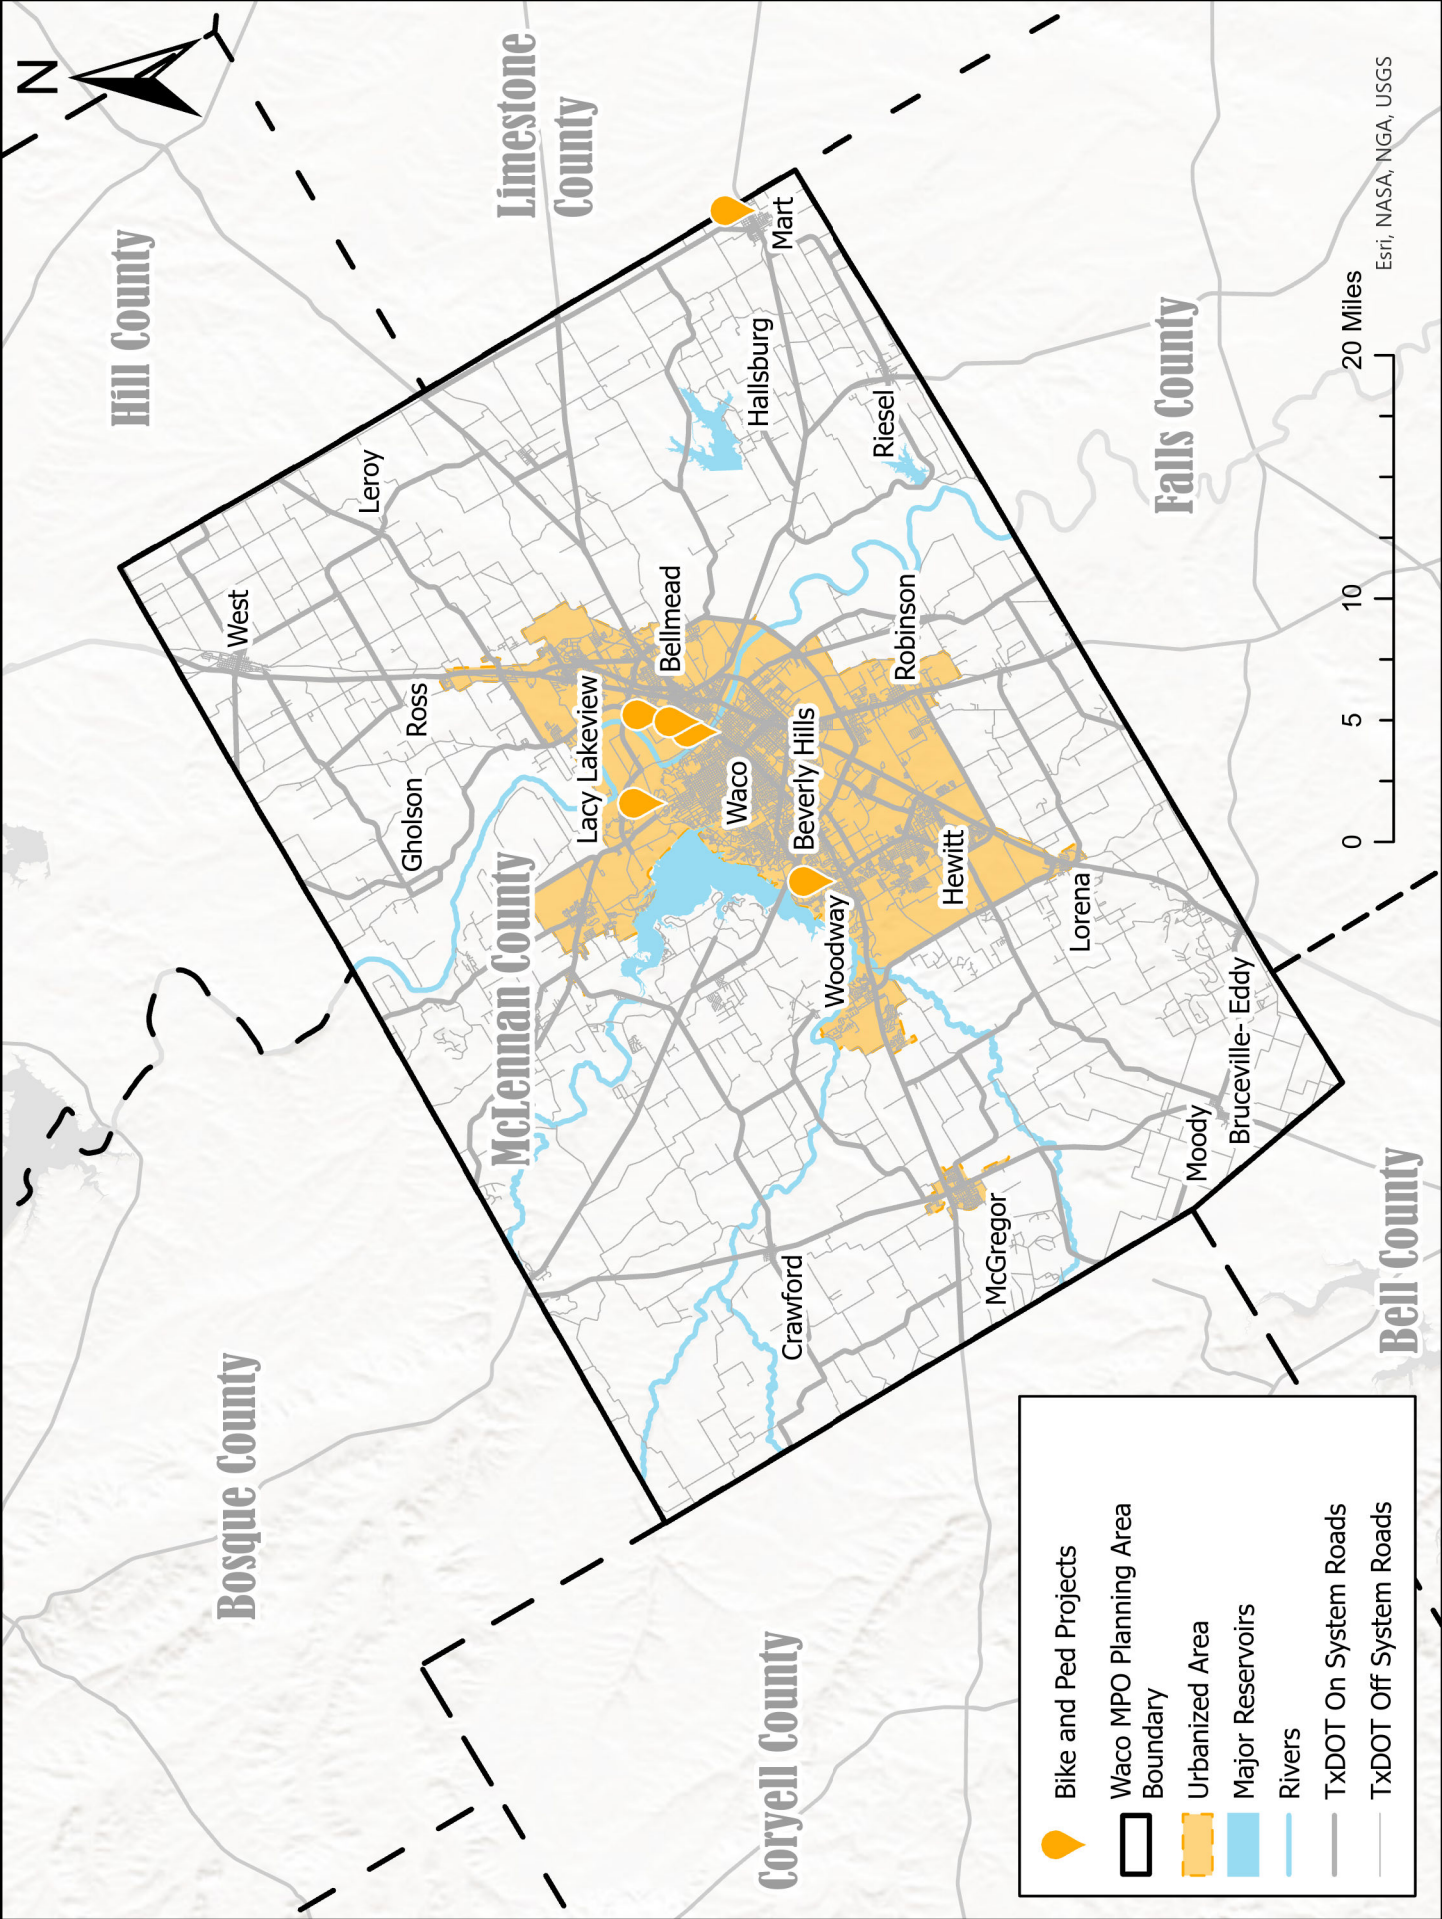 N
Hill County
Limestone
County
Bosque County
McLennan County
Coryell County
Falls County
Bell County
West
Leroy
Ross
Gholson
Lacy Lakeview
Bellmead
Mart
Hallsburg
Riesel
Waco
Beverly Hills
Robinson
Woodway
Hewitt
Lorena
Crawford
McGregor
Moody
Bruceville- Eddy
Bike and Ped Projects
Waco MPO Planning Area
Boundary
Urbanized Area
Major Reservoirs
Rivers
TxDOT On System Roads
TxDOT Off System Roads
0 5 10 20 Miles
Esri, NASA, NGA, USGS